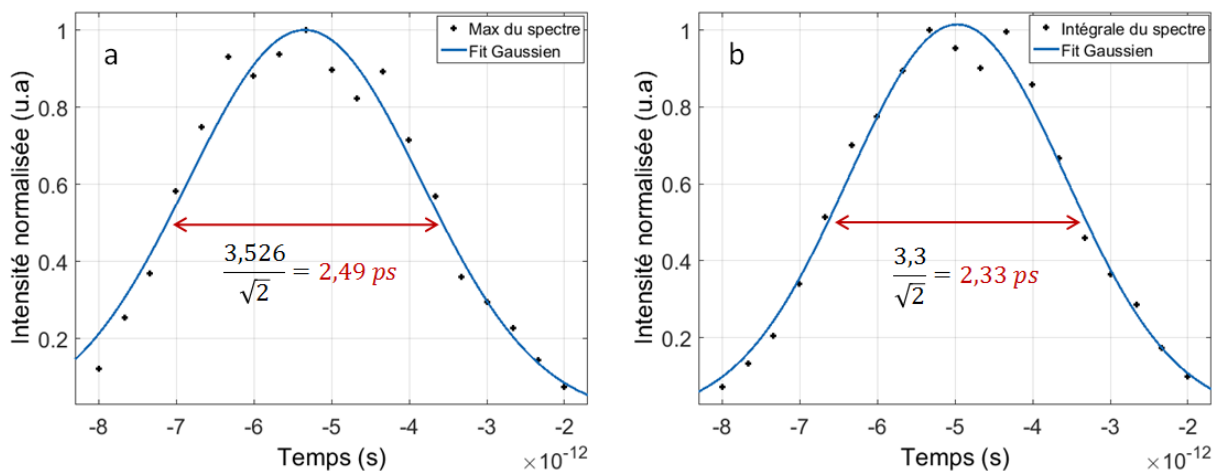 a
Max du spectre
Fit Gaussien
Intensité normalisée (u.a)
1
0.8
0.6
0.4
0.2
3,526
√2
= 2,49 ps
-8 -7 -6 -5 -4 -3 -2
Temps (s)
×10^-12
b
Intégrale du spectre
Fit Gaussien
Intensité normalisée (u.a)
1
0.8
0.6
0.4
0.2
3,3
√2
= 2,33 ps
-8 -7 -6 -5 -4 -3 -2
Temps (s)
×10^-12